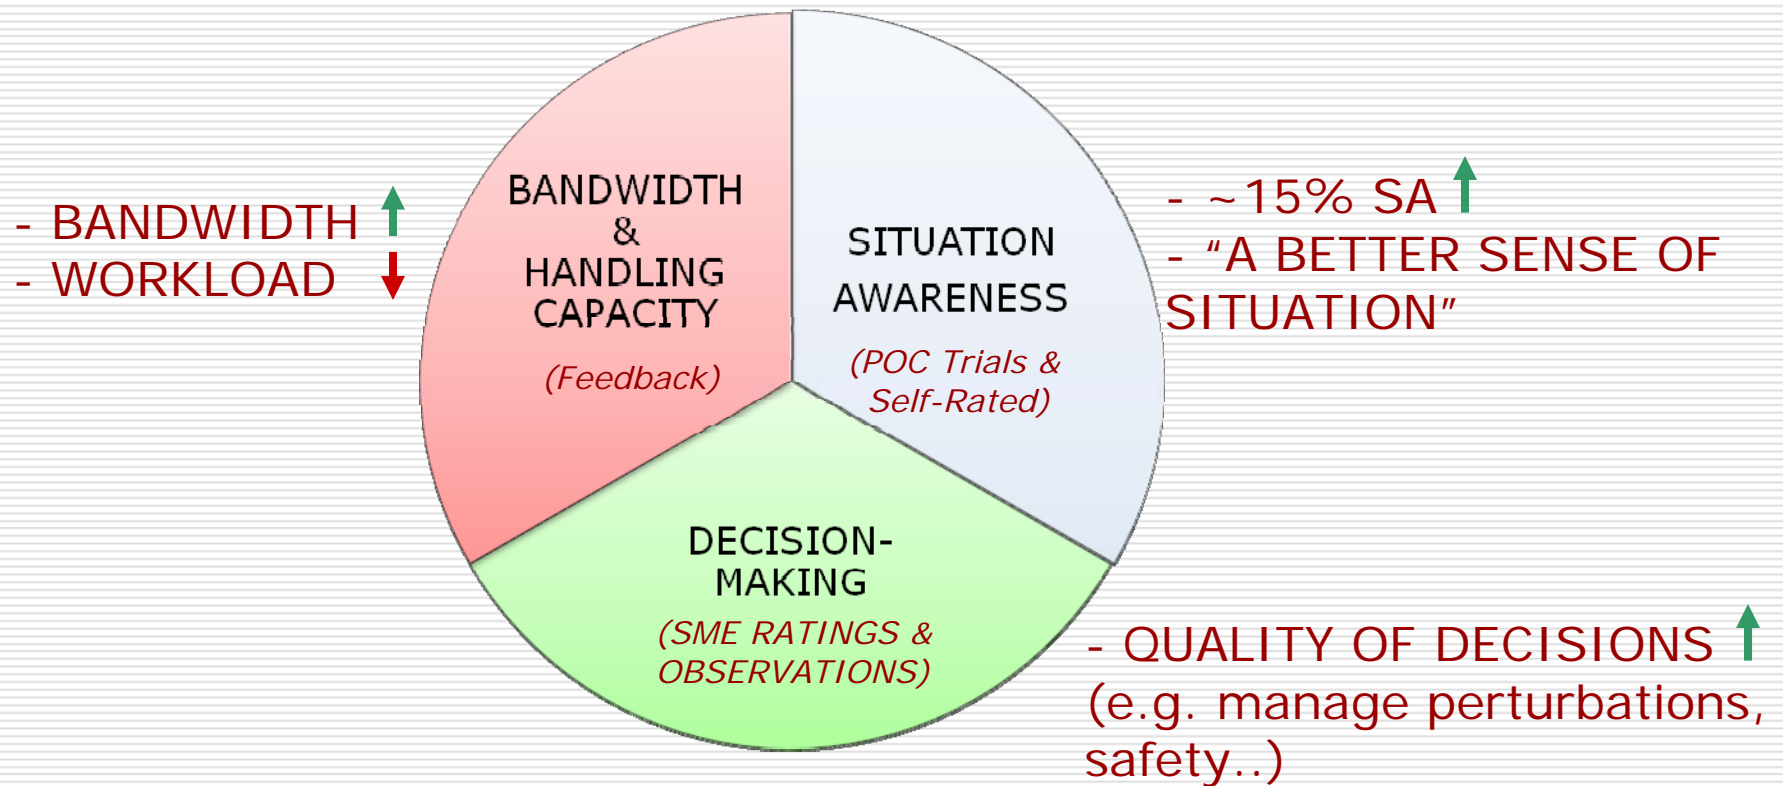 - BANDWIDTH
- WORKLOAD
BANDWIDTH
&
HANDLING
CAPACITY
(Feedback)
SITUATION
AWARENESS
(POC Trials &
Self-Rated)
- ~15% SA
- “A BETTER SENSE OF
SITUATION”
DECISION-
MAKING
(SME RATINGS &
OBSERVATIONS)
- QUALITY OF DECISIONS
(e.g. manage perturbations,
safety..)